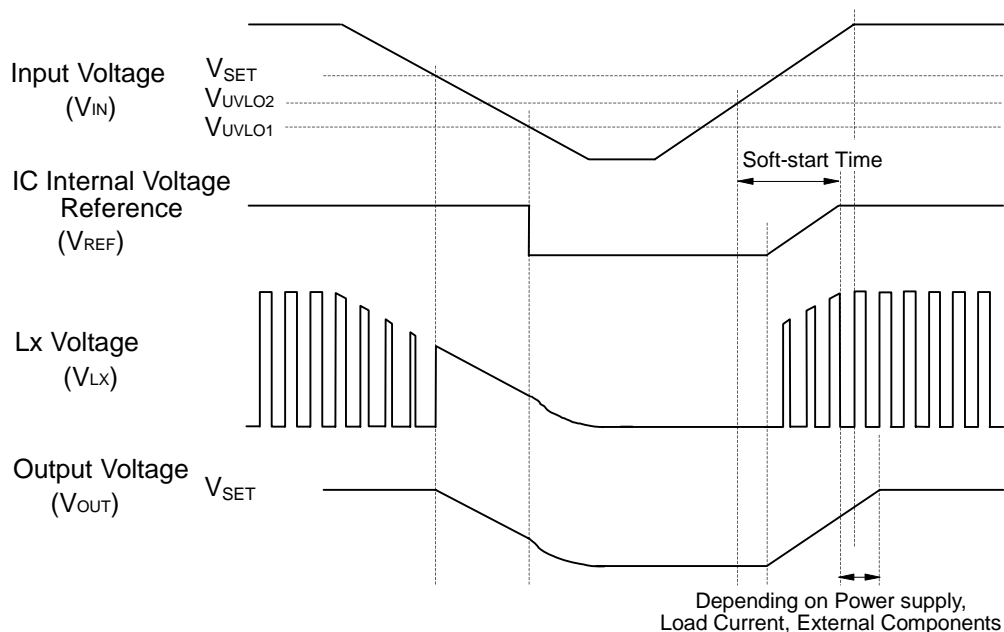 Input Voltage
(VIN)
VSET
VUVLO2
VUVLO1
Soft-start Time
IC Internal Voltage
Reference
(VREF)
Lx Voltage
(VLX)
Output Voltage
(VOUT)
VSET
Depending on Power supply,
Load Current, External Components